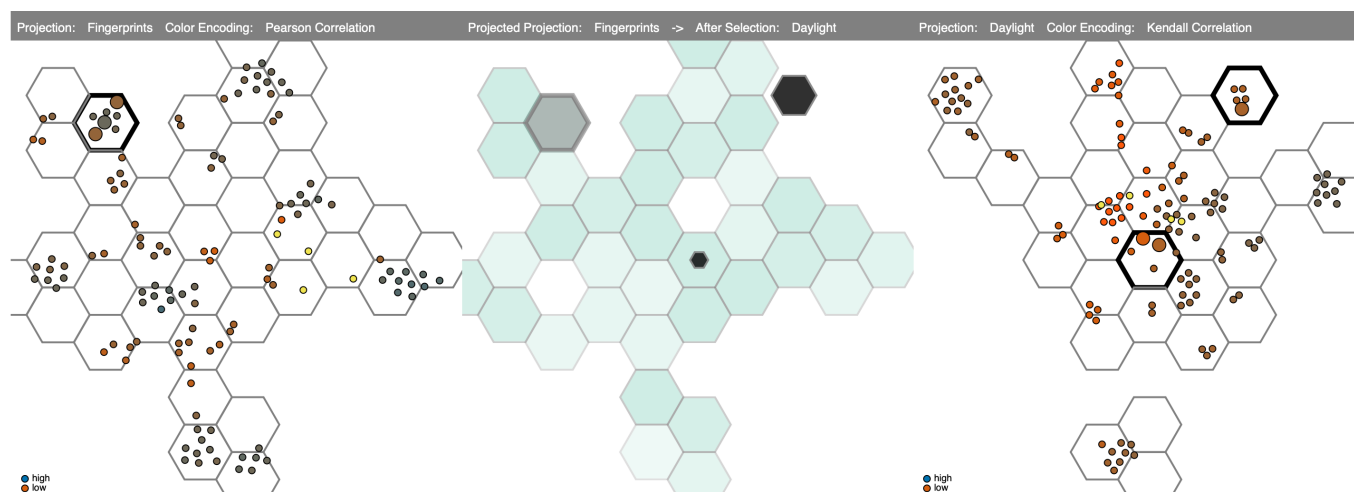 Projection: Fingerprints Color Encoding: Pearson Correlation
Projected Projection: Fingerprints -> After Selection: Daylight
Projection: Daylight Color Encoding: Kendall Correlation
high
low
high
low